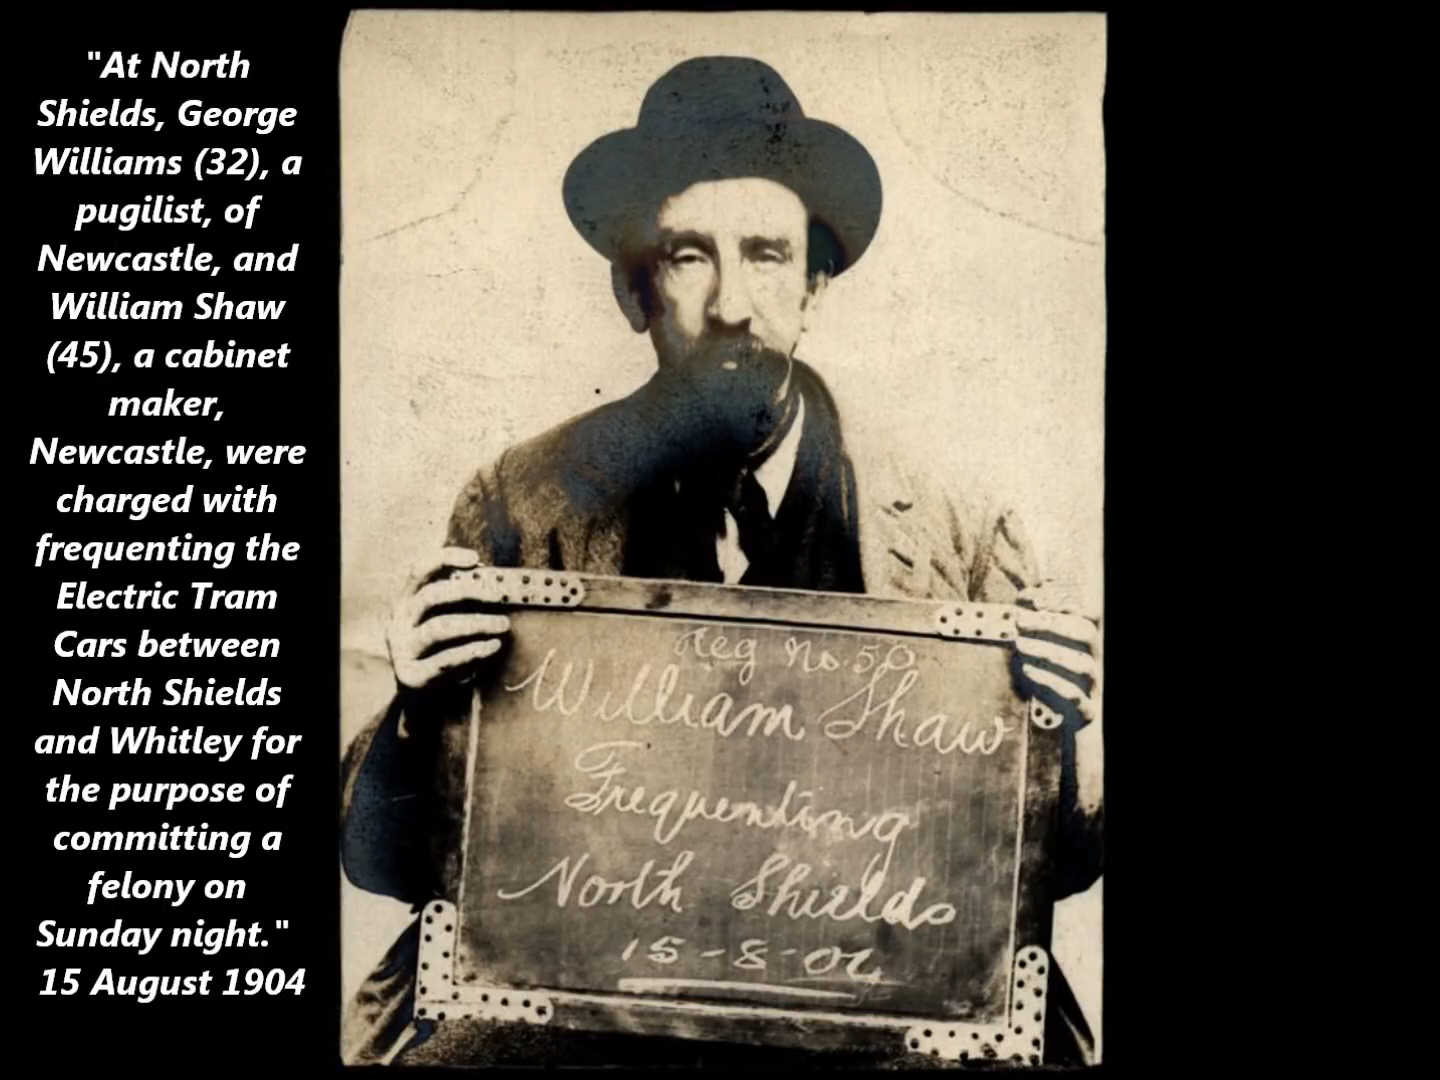 "At North
Shields, George
Williams (32), a
pugilist, of
Newcastle, and
William Shaw
(45), a cabinet
maker,
Newcastle, were
charged with
frequenting the
Electric Tram
Cars between
North Shields
and Whitley for
the purpose of
committing a
felony on
Sunday night."
15 August 1904
Reg No. 50
William Shaw
Frequenting
North Shields
15-8-04